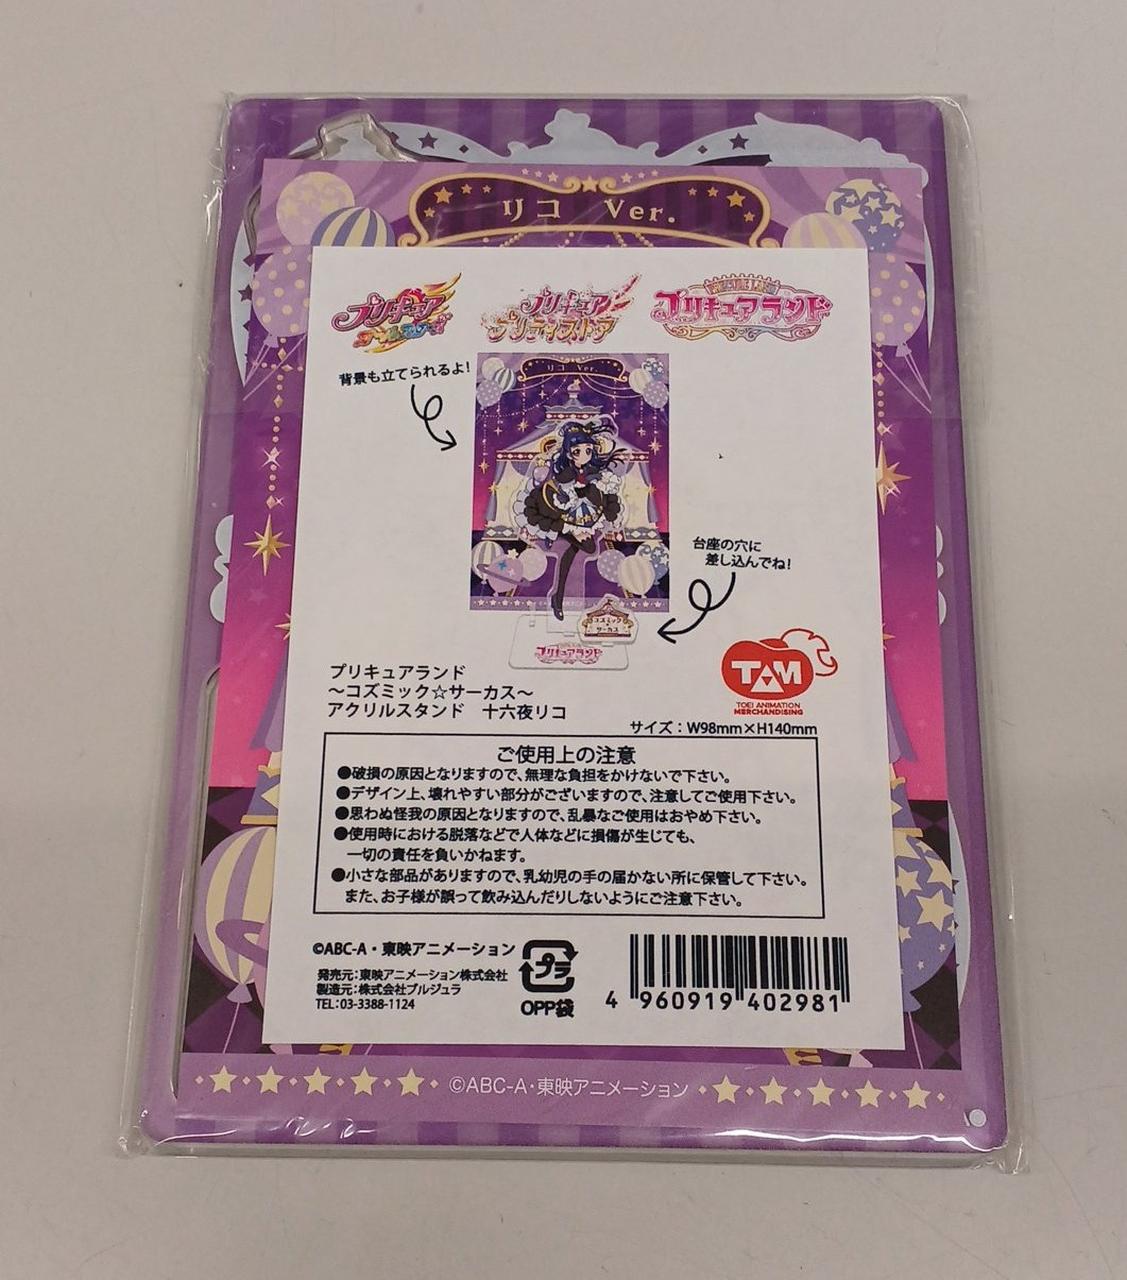 リコ Ver.
プリキュア
オールスターズ
プリキュア
プリティストア
PRECURE LAND
プリキュアランド
背景も立てられるよ!
リコ Ver.
台座の穴に
差し込んでね!
コズミック
サーカス
プリキュアランド
TAM
TOEI ANIMATION
MERCHANDISING
プリキュアランド
～コズミック☆サーカス～
アクリルスタンド 十六夜リコ
サイズ：W98mm×H140mm
ご使用上の注意
●破損の原因となりますので、無理な負担をかけないで下さい。
●デザイン上、壊れやすい部分がございますので、注意してご使用下さい。
●思わぬ怪我の原因となりますので、乱暴なご使用はおやめ下さい。
●使用時における脱落などで人体などに損傷が生じても、
一切の責任を負いかねます。
●小さな部品がありますので、乳幼児の手の届かない所に保管して下さい。
また、お子様が誤って飲み込んだりしないようにご注意下さい。
©ABC-A・東映アニメーション
発売元：東映アニメーション株式会社
製造元：株式会社ブルジュラ
TEL：03-3388-1124
プラ
OPP袋
4 960919 402981
©ABC-A・東映アニメーション